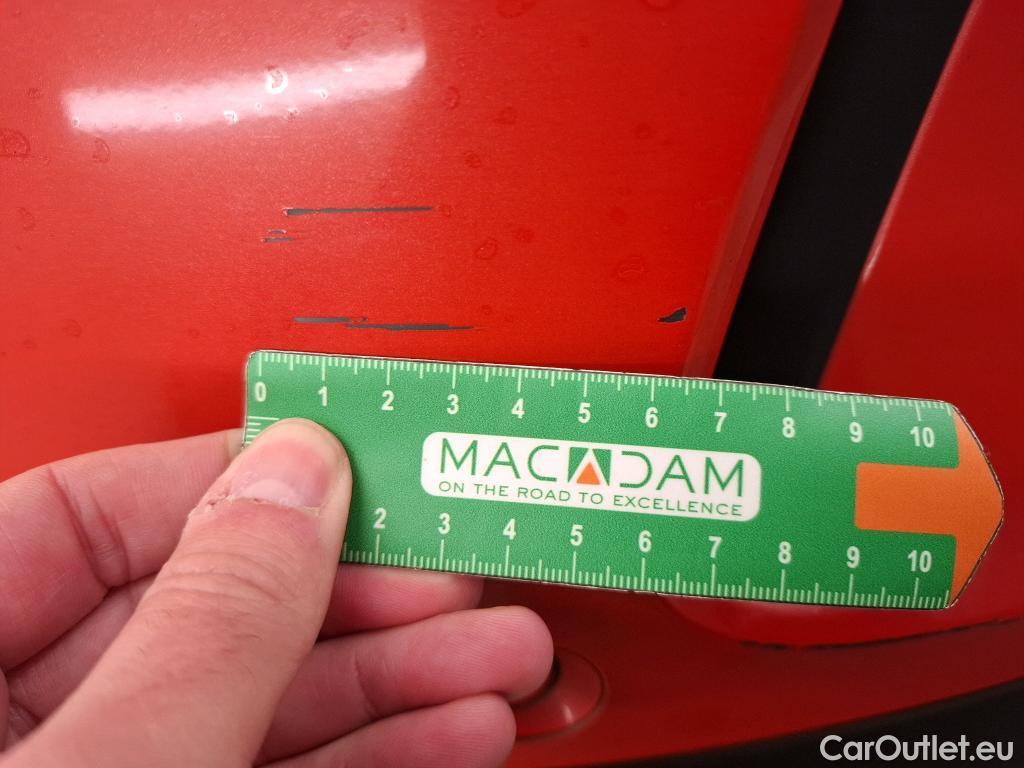 0 1 2 3 4 5 6 7 8 9 10
MACADAM
ON THE ROAD TO EXCELLENCE
2 3 4 5 6 7 8 9 10
CarOutlet.eu